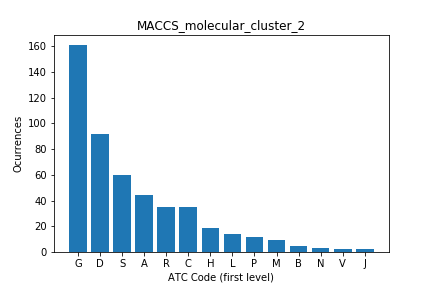 MACCS_molecular_cluster_2
160
140
120
100
80
60
40
20
0
Ocurrences
G D S A R C H L P M B N V J
ATC Code (first level)